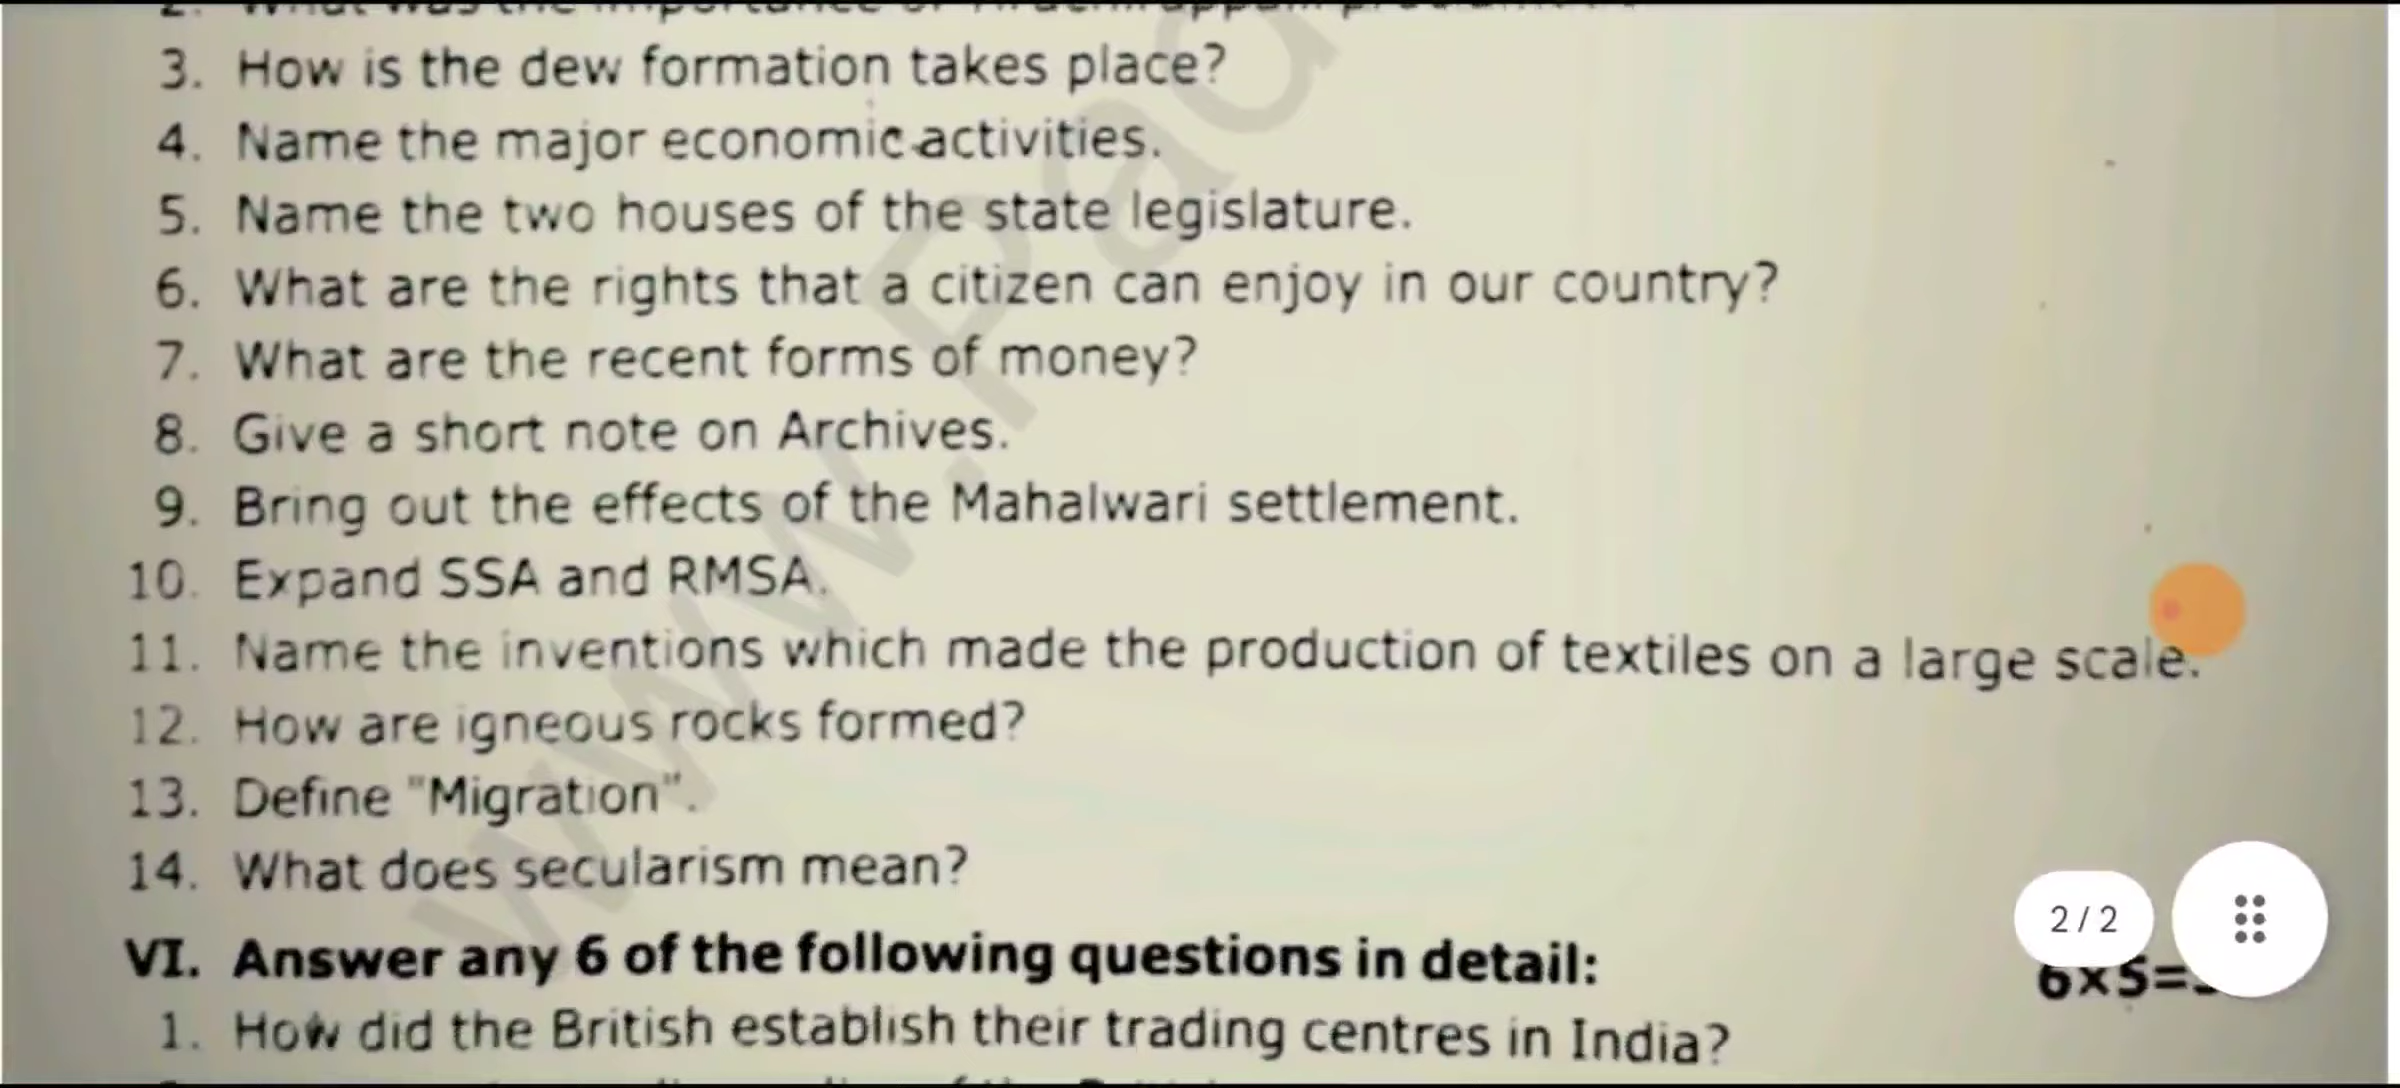 3. How is the dew formation takes place?
4. Name the major economic activities.
5. Name the two houses of the state legislature.
6. What are the rights that a citizen can enjoy in our country?
7. What are the recent forms of money?
8. Give a short note on Archives.
9. Bring out the effects of the Mahalwari settlement.
10. Expand SSA and RMSA.
11. Name the inventions which made the production of textiles on a large scale.
12. How are igneous rocks formed?
13. Define "Migration".
14. What does secularism mean?
2/2
VI. Answer any 6 of the following questions in detail: 6x5=
1. How did the British establish their trading centres in India?
www.Pad